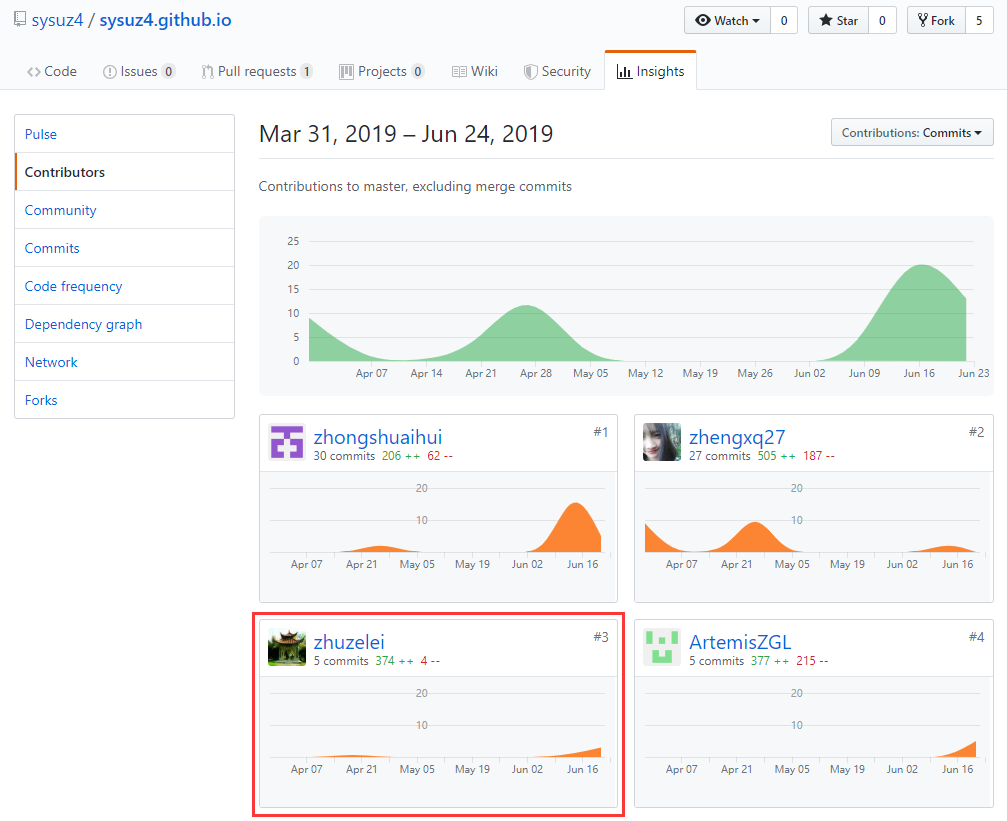 sysuz4 / sysuz4.github.io
Watch 0 Star 0 Fork 5
Code Issues 0 Pull requests 1 Projects 0 Wiki Security Insights
Pulse
Contributors
Community
Commits
Code frequency
Dependency graph
Network
Forks
Mar 31, 2019 – Jun 24, 2019
Contributions: Commits
Contributions to master, excluding merge commits
25
20
15
10
5
0
Apr 07 Apr 14 Apr 21 Apr 28 May 05 May 12 May 19 May 26 Jun 02 Jun 09 Jun 16 Jun 23
zhongshuaihui #1
30 commits 206 ++ 62 --
20
10
Apr 07 Apr 21 May 05 May 19 Jun 02 Jun 16
zhengxq27 #2
27 commits 505 ++ 187 --
20
10
Apr 07 Apr 21 May 05 May 19 Jun 02 Jun 16
zhuzelei #3
5 commits 374 ++ 4 --
20
10
Apr 07 Apr 21 May 05 May 19 Jun 02 Jun 16
ArtemisZGL #4
5 commits 377 ++ 215 --
20
10
Apr 07 Apr 21 May 05 May 19 Jun 02 Jun 16